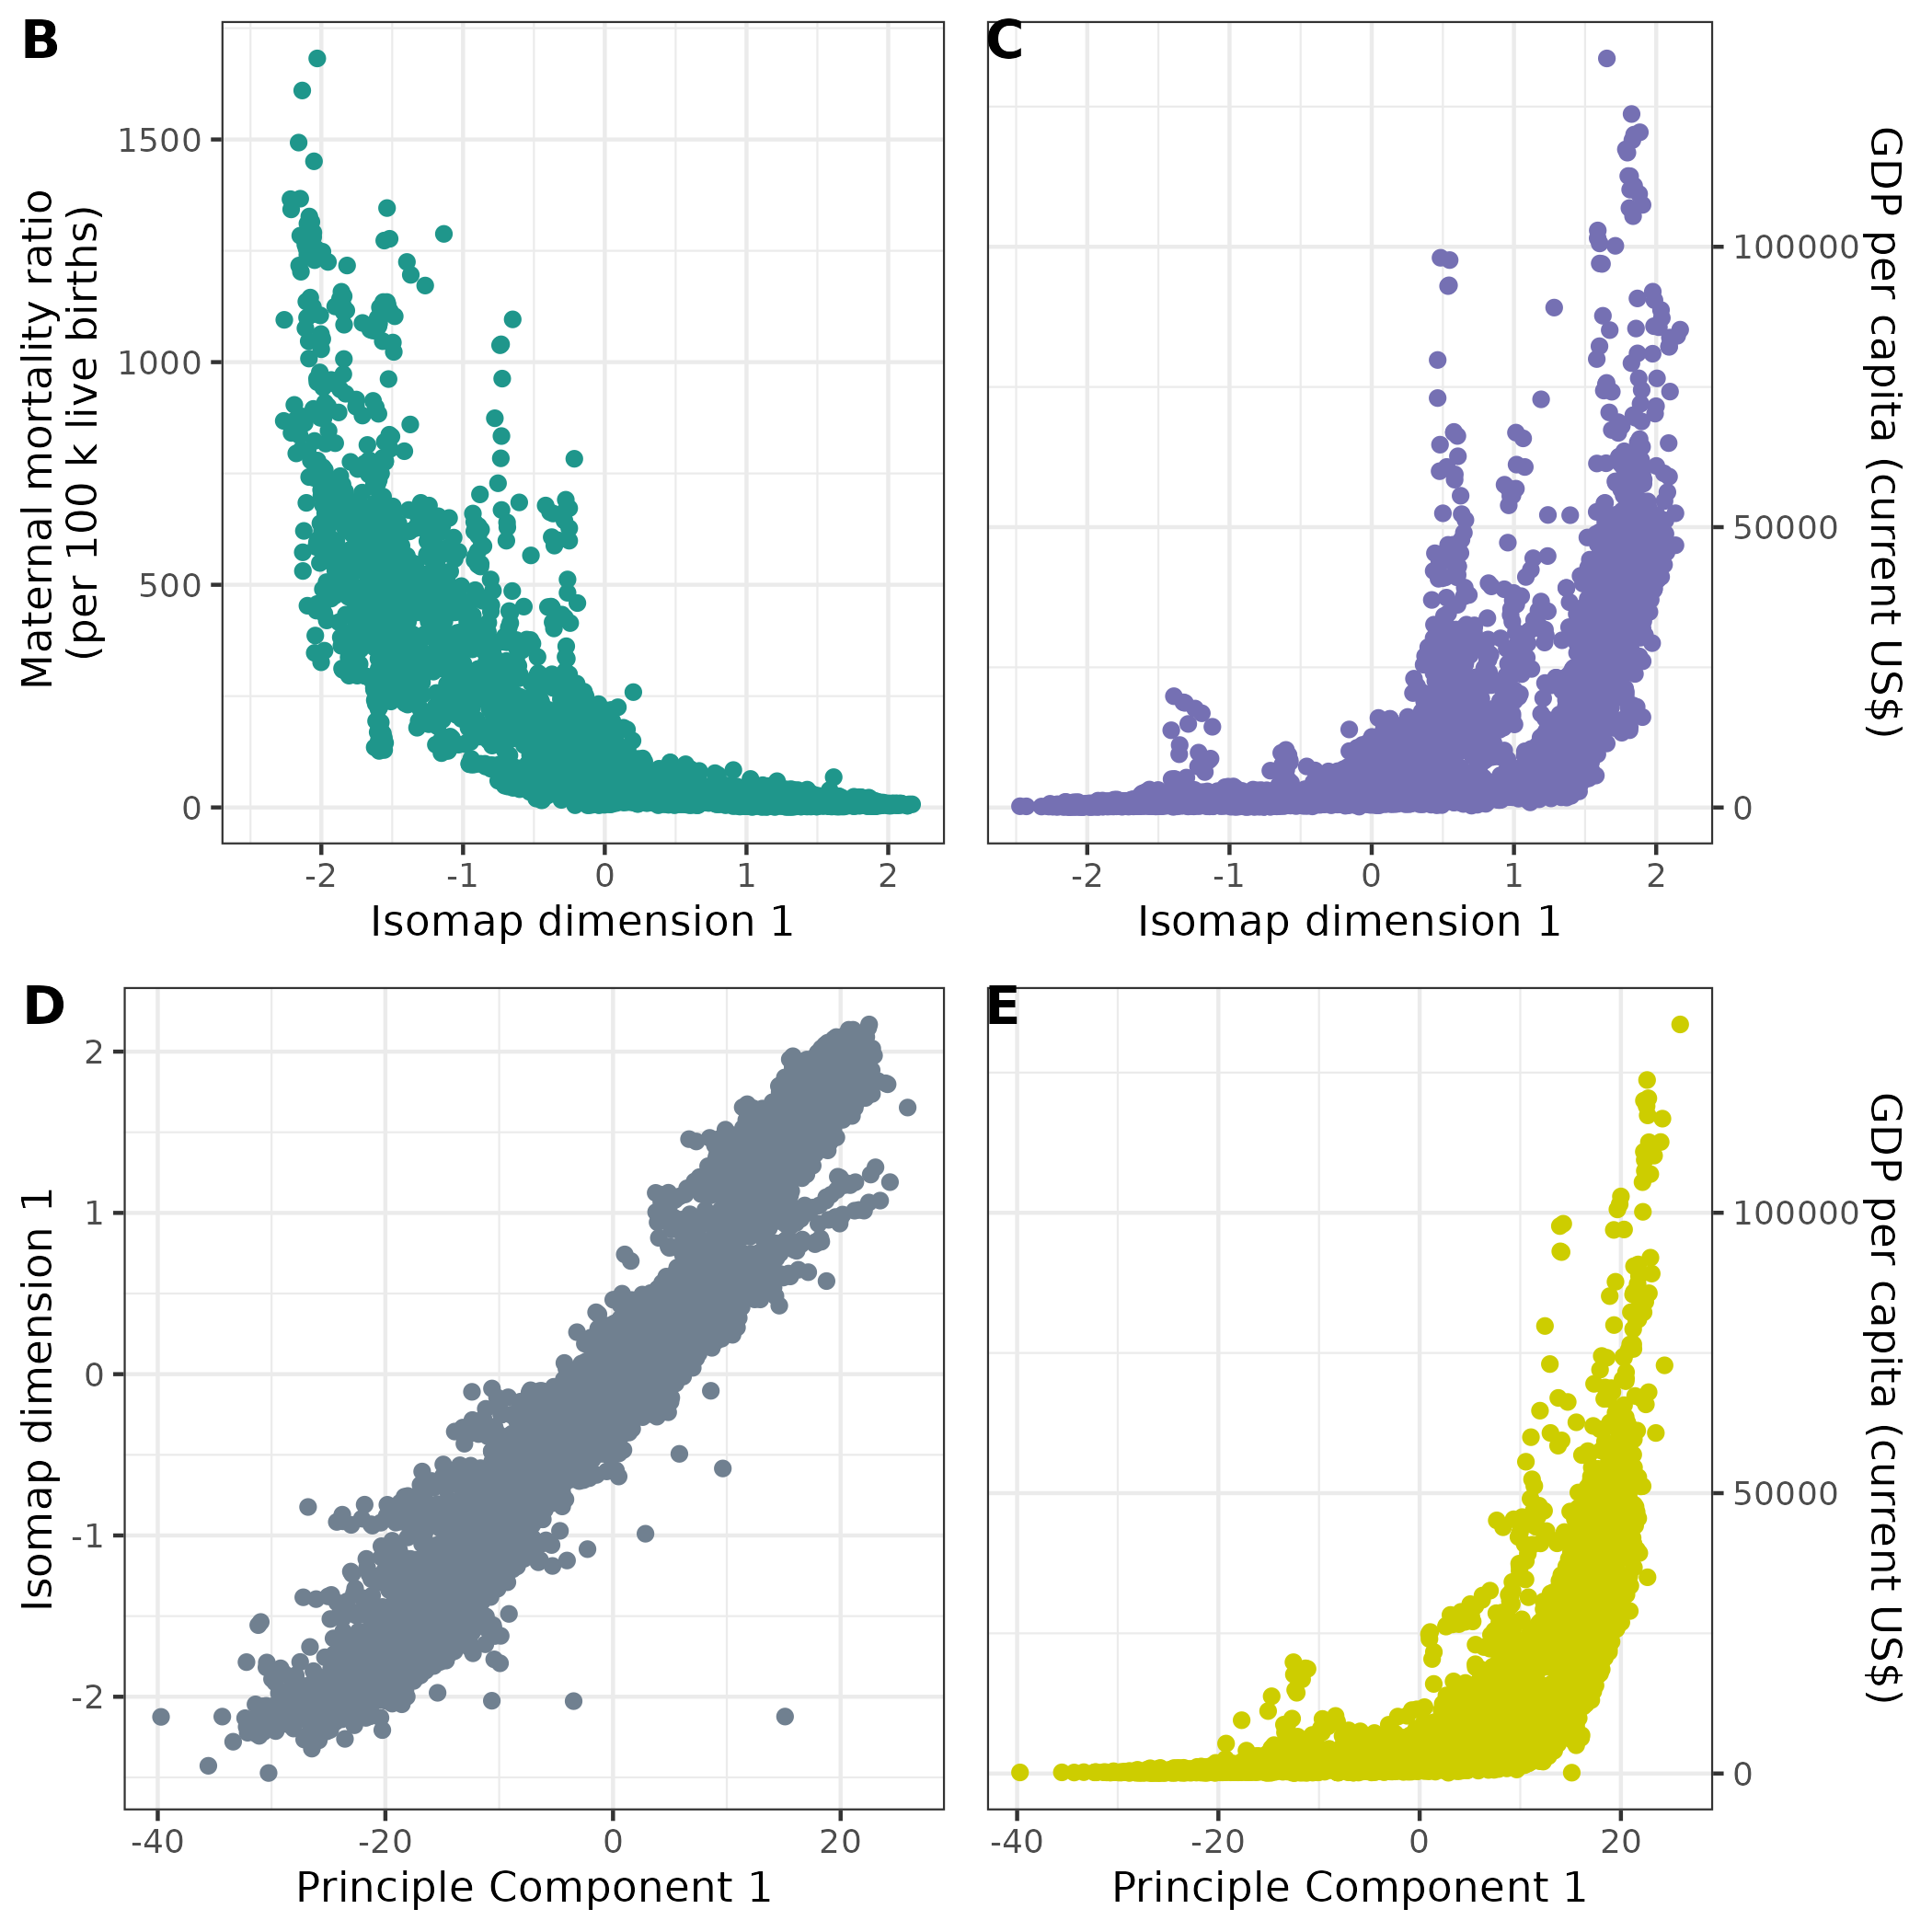 B
Maternal mortality ratio
(per 100 k live births)
1500
1000
500
0
-2 -1 0 1 2
Isomap dimension 1
C
GDP per capita (current US$)
100000
50000
0
-2 -1 0 1 2
Isomap dimension 1
D
Isomap dimension 1
2
1
0
-1
-2
-40 -20 0 20
Principle Component 1
E
GDP per capita (current US$)
100000
50000
0
-40 -20 0 20
Principle Component 1